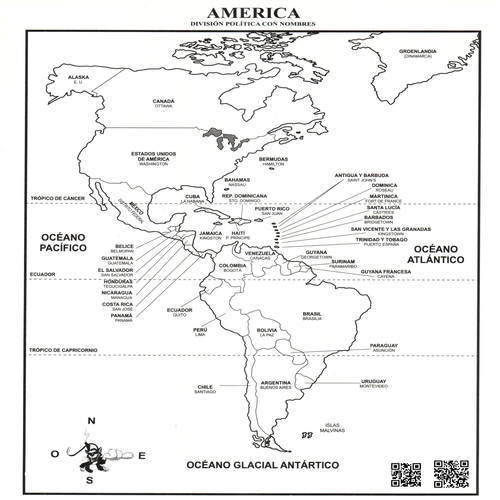 AMERICA
DIVISIÓN POLÍTICA CON NOMBRES
GROENLANDIA
(DINAMARCA)
ALASKA
E. U.
CANADÁ
OTTAWA
ESTADOS UNIDOS
DE AMÉRICA
WASHINGTON
BERMUDAS
HAMILTON
BAHAMAS
NASSAU
ANTIGUA Y BARBUDA
SAINT JOHN'S
DOMINICA
ROSEAU
MARTINICA
FORT DE FRANCE
SANTA LUCÍA
CASTRIES
BARBADOS
BRIDGETOWN
SAN VICENTE Y LAS GRANADAS
KINGSTOWN
TRINIDAD Y TOBAGO
PUERTO ESPAÑA
TRÓPICO DE CÁNCER
MÉXICO
CUBA
LA HABANA
REP. DOMINICANA
STO. DOMINGO
PUERTO RICO
SAN JUAN
JAMAICA
KINGSTON
HAITÍ
P. PRINCIPE
OCÉANO
PACÍFICO
OCÉANO
ATLÁNTICO
BELICE
BELMOPAN
GUATEMALA
GUATEMALA
EL SALVADOR
SAN SALVADOR
HONDURAS
TEGUCIGALPA
NICARAGUA
MANAGUA
COSTA RICA
SAN JOSÉ
PANAMÁ
PANAMÁ
VENEZUELA
CARACAS
COLOMBIA
BOGOTÁ
GUYANA
GEORGETOWN
SURINAM
PARAMARIBO
GUYANA FRANCESA
CAYENA
ECUADOR
ECUADOR
QUITO
PERÚ
LIMA
BRASIL
BRASILIA
BOLIVIA
LA PAZ
TRÓPICO DE CAPRICORNIO
PARAGUAY
ASUNCIÓN
CHILE
SANTIAGO
ARGENTINA
BUENOS AIRES
URUGUAY
MONTEVIDEO
ISLAS
MALVINAS
N
O
E
S
OCÉANO GLACIAL ANTÁRTICO